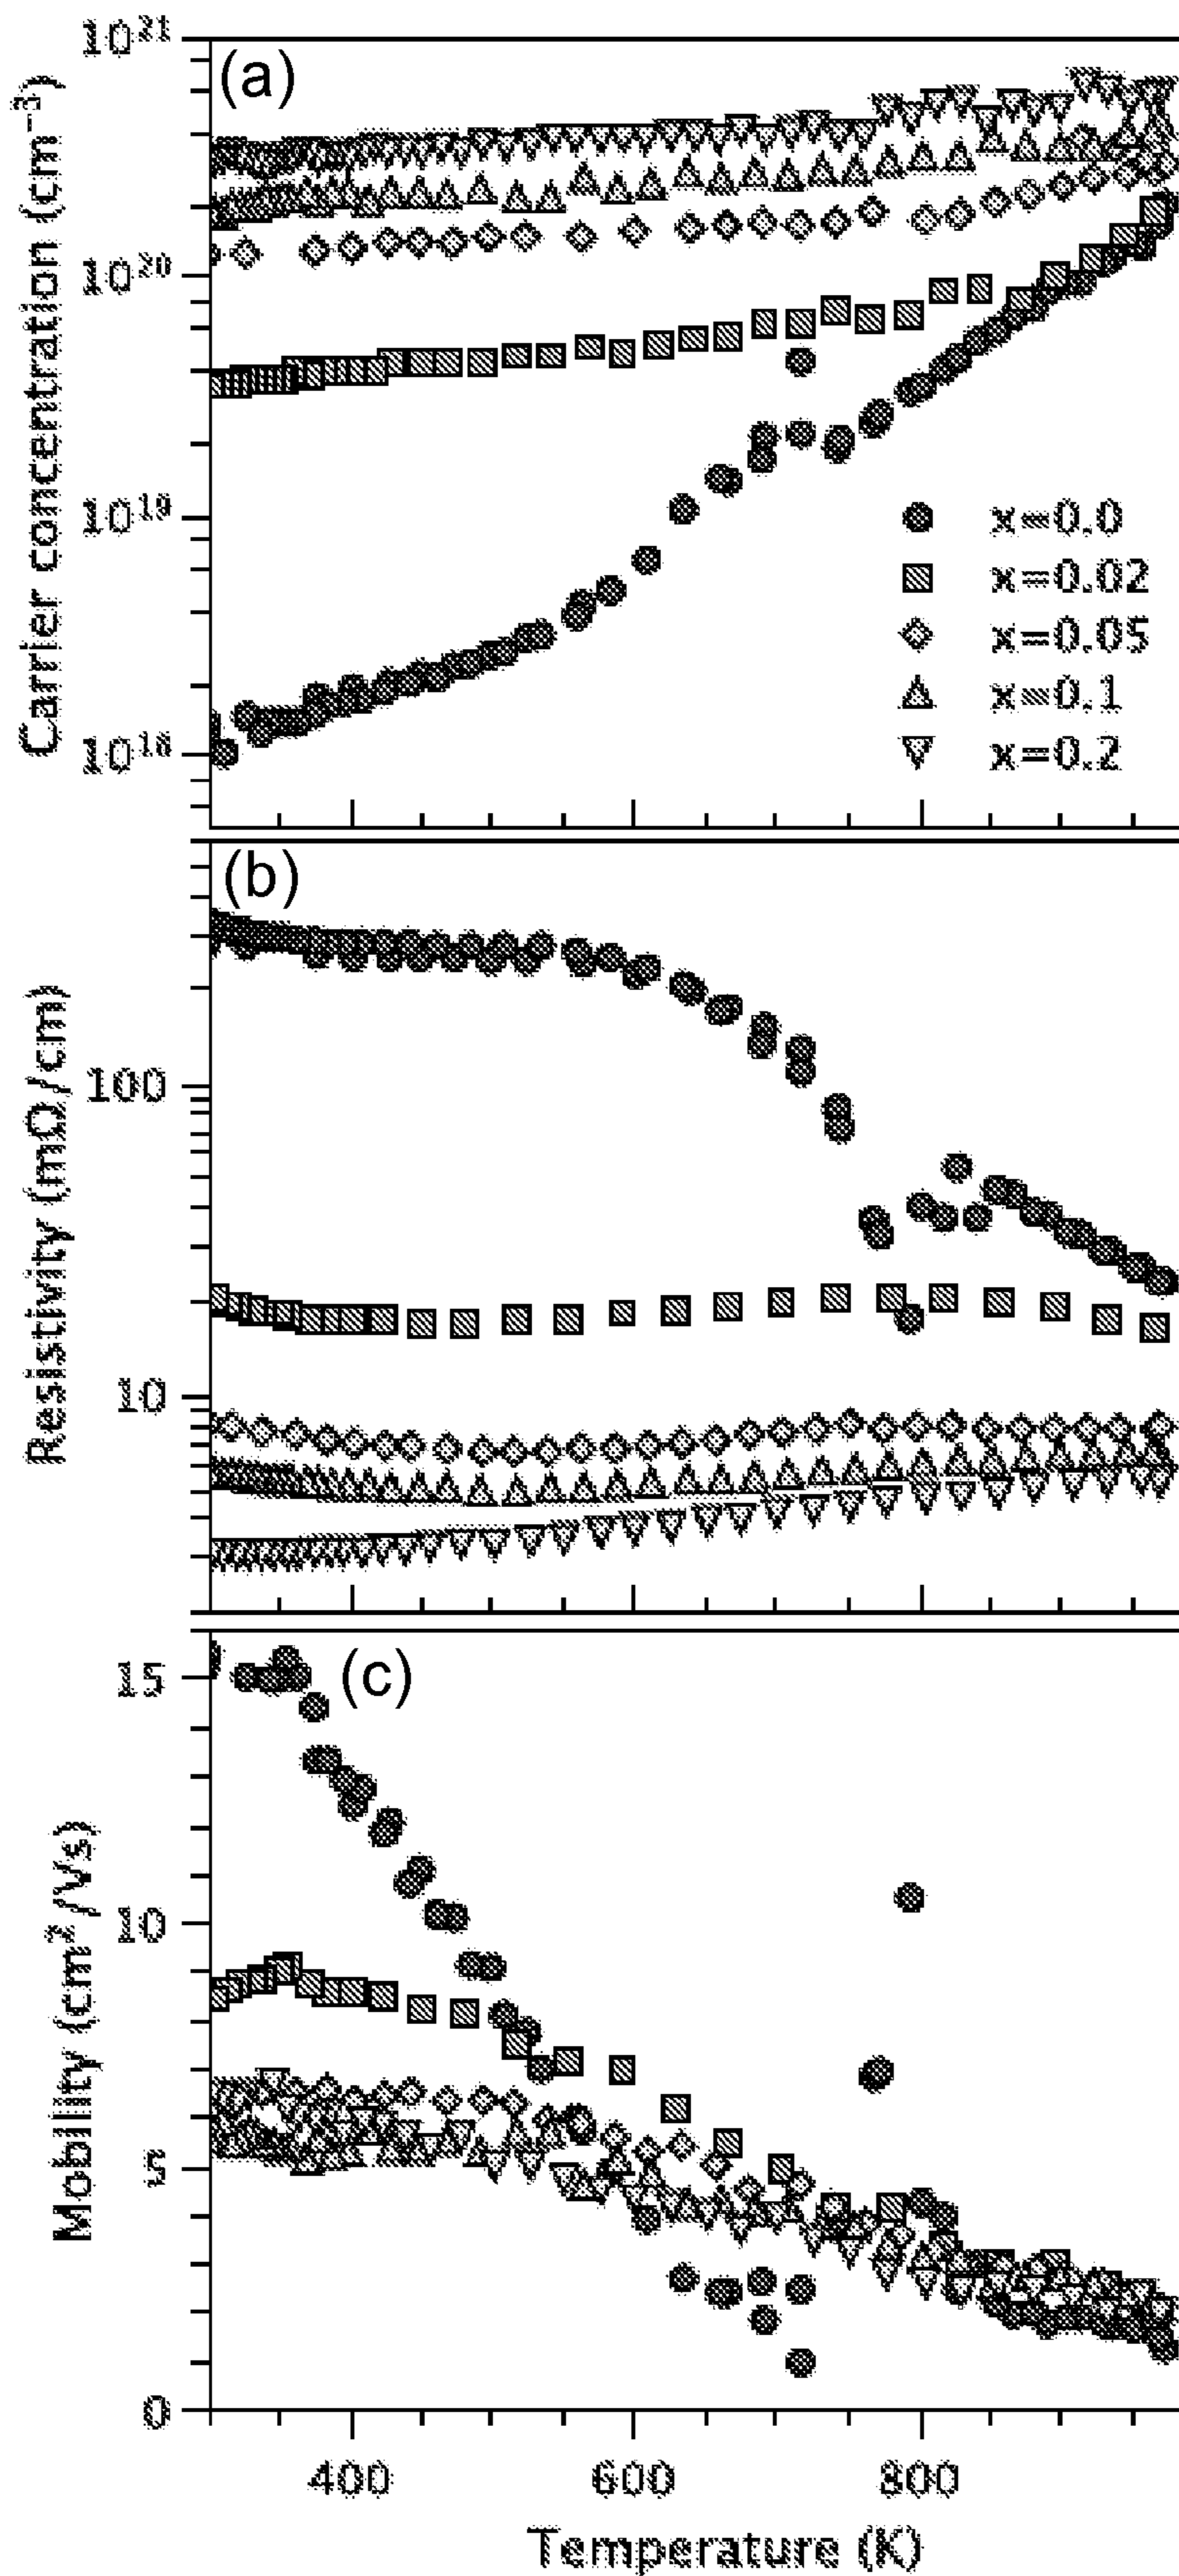 (a)
Carrier concentration (cm⁻³)
10²¹
10²⁰
10¹⁹
10¹⁸
x=0.0
x=0.02
x=0.05
x=0.1
x=0.2
(b)
Resistivity (mΩ/cm)
100
10
(c)
Mobility (cm²/Vs)
15
10
5
0
400
600
800
Temperature (K)